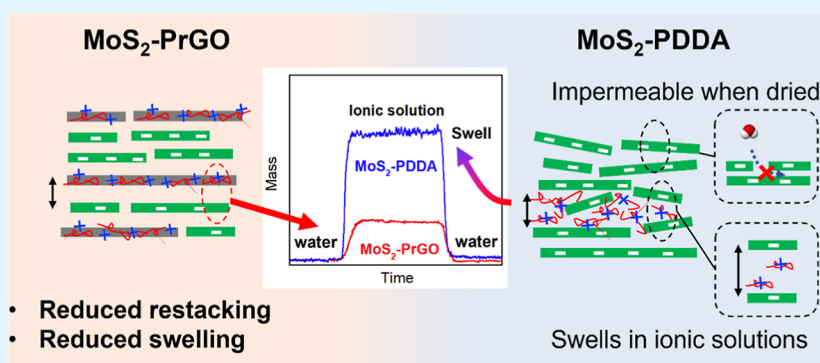 MoS2-PrGO
• Reduced restacking
• Reduced swelling
Mass
Ionic solution
Swell
MoS2-PDDA
water
MoS2-PrGO
water
Time
MoS2-PDDA
Impermeable when dried
Swells in ionic solutions